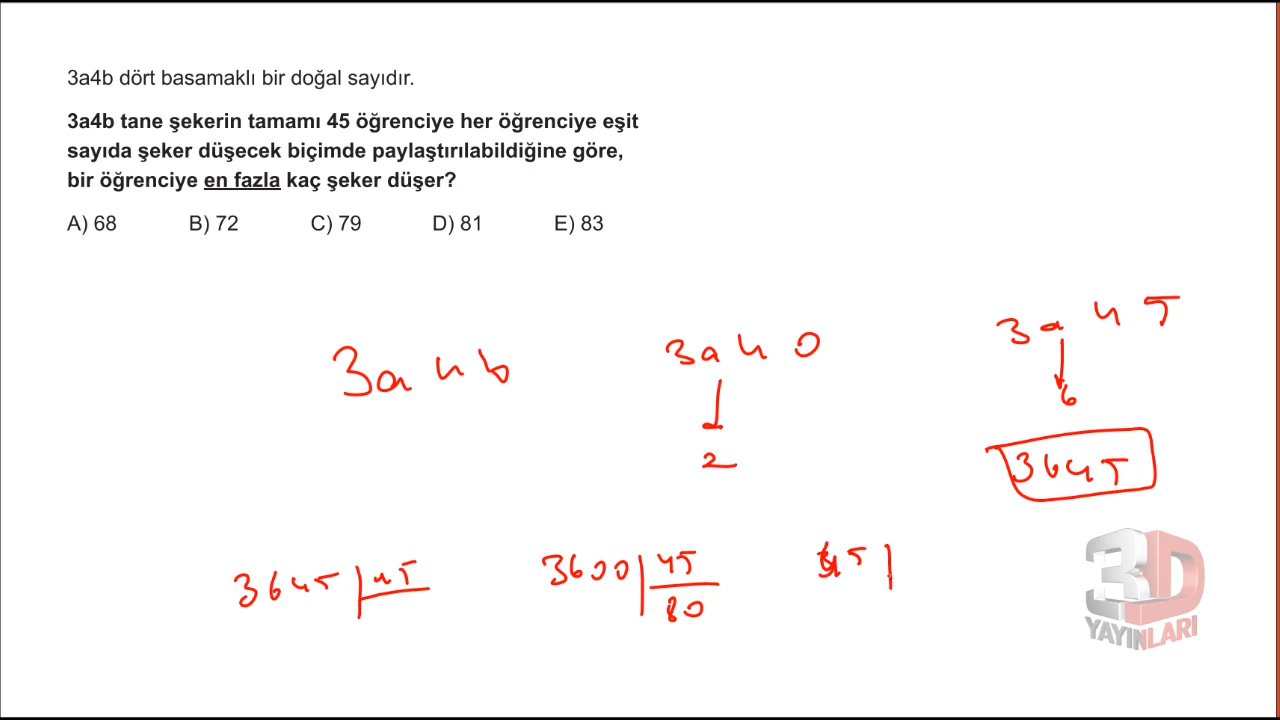 3a4b dört basamaklı bir doğal sayıdır.
3a4b tane şekerin tamamı 45 öğrenciye her öğrenciye eşit
sayıda şeker düşecek biçimde paylaştırılabildiğine göre,
bir öğrenciye en fazla kaç şeker düşer?
A) 68 B) 72 C) 79 D) 81 E) 83
3a4b 3a40 3a45
2 6
3645
3645 45 3600 45 45
80
3D
YAYINLARI